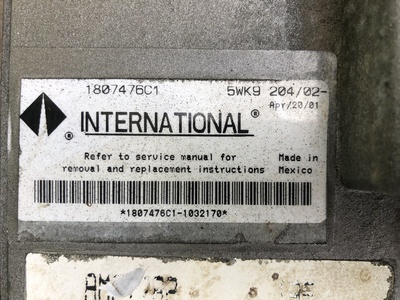 1807476C1 5WK9 204/02-
Apr/20/01
INTERNATIONAL®
®
Refer to service manual for Made in
removal and replacement instructions Mexico
*1807476C1-1032170*